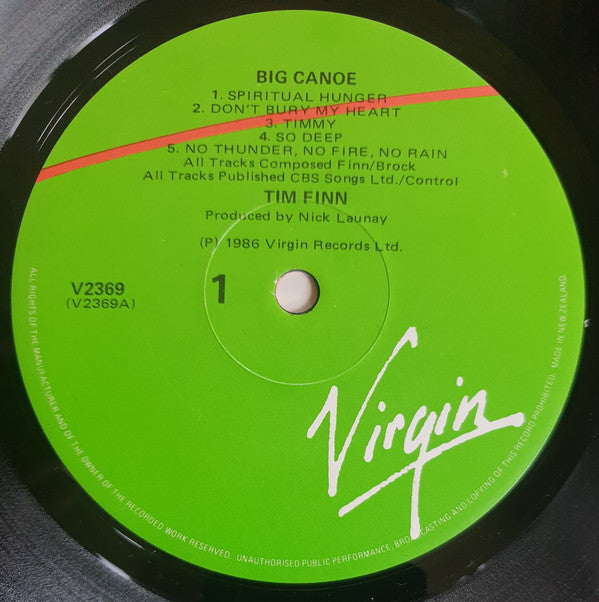 BIG CANOE
1. SPIRITUAL HUNGER
2. DON'T BURY MY HEART
3. TIMMY
4. SO DEEP
5. NO THUNDER, NO FIRE, NO RAIN
All Tracks Composed Finn/Brock
All Tracks Published CBS Songs Ltd./Control
TIM FINN
Produced by Nick Launay
(P) 1986 Virgin Records Ltd.
V2369
(V2369A)
1
Virgin
ALL RIGHTS OF THE MANUFACTURER AND OF THE OWNER OF THE RECORDED WORK RESERVED. UNAUTHORISED PUBLIC PERFORMANCE, BROADCASTING AND COPYING OF THIS RECORD PROHIBITED. MADE IN NEW ZEALAND.